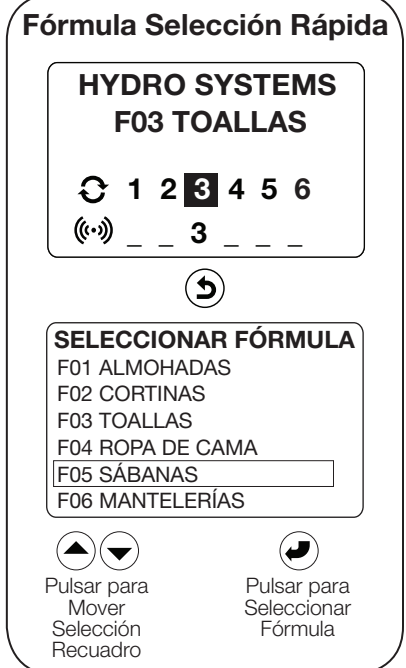 Fórmula Selección Rápida
HYDRO SYSTEMS
F03 TOALLAS
1 2 3 4 5 6
_ _ 3 _ _ _
SELECCIONAR FÓRMULA
F01 ALMOHADAS
F02 CORTINAS
F03 TOALLAS
F04 ROPA DE CAMA
F05 SÁBANAS
F06 MANTELERÍAS
Pulsar para
Mover
Selección
Recuadro
Pulsar para
Seleccionar
Fórmula